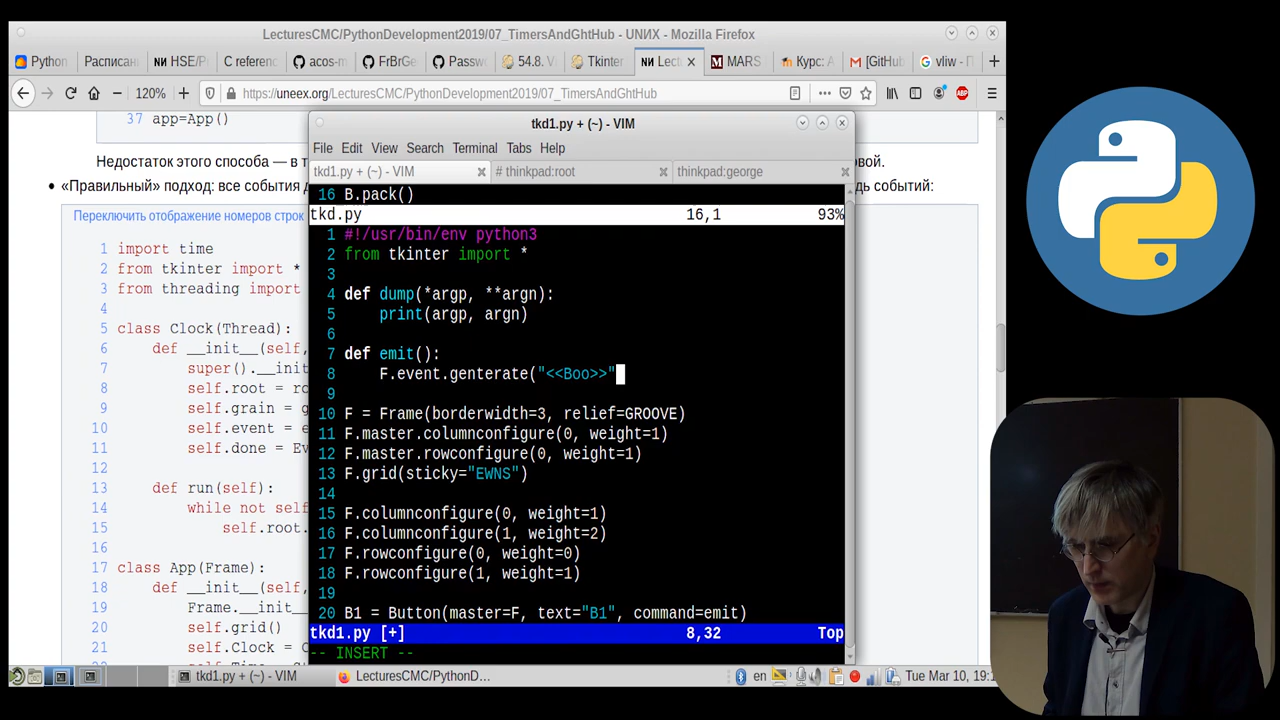 LecturesCMC/PythonDevelopment2019/07_TimersAndGhtHub - UNИX - Mozilla Firefox
Python Расписан И HSE/P C referenc acos-m FrBrGe Passw 54.8. V Tkinter И Lect MARS Курс: А [GitHub vliw - П
120% https://uneex.org/LecturesCMC/PythonDevelopment2019/07_TimersAndGhtHub ABP
37 app=App()
Недостаток этого способа — в т
овой.
«Правильный» подход: все события д
дь событий:
Переключить отображение номеров строк
1 import time
2 from tkinter import *
3 from threading import
4
5 class Clock(Thread):
6 def __init__(self,
7 super().__init
8 self.root = ro
9 self.grain = g
10 self.event = e
11 self.done = Ev
12
13 def run(self):
14 while not self
15 self.root.
16
17 class App(Frame):
18 def __init__(self,
19 Frame.__init__
20 self.grid()
21 self.Clock = C
tkd1.py + (~) - VIM
File Edit View Search Terminal Tabs Help
tkd1.py + (~) - VIM # thinkpad:root thinkpad:george
16 B.pack()
tkd.py 16,1 93%
1 #!/usr/bin/env python3
2 from tkinter import *
3
4 def dump(*argp, **argn):
5 print(argp, argn)
6
7 def emit():
8 F.event.genterate("<<Boo>>"
9
10 F = Frame(borderwidth=3, relief=GROOVE)
11 F.master.columnconfigure(0, weight=1)
12 F.master.rowconfigure(0, weight=1)
13 F.grid(sticky="EWNS")
14
15 F.columnconfigure(0, weight=1)
16 F.columnconfigure(1, weight=2)
17 F.rowconfigure(0, weight=0)
18 F.rowconfigure(1, weight=1)
19
20 B1 = Button(master=F, text="B1", command=emit)
tkd1.py [+] 8,32 Top
-- INSERT --
tkd1.py + (~) - VIM LecturesCMC/PythonD... en Tue Mar 10, 19:1